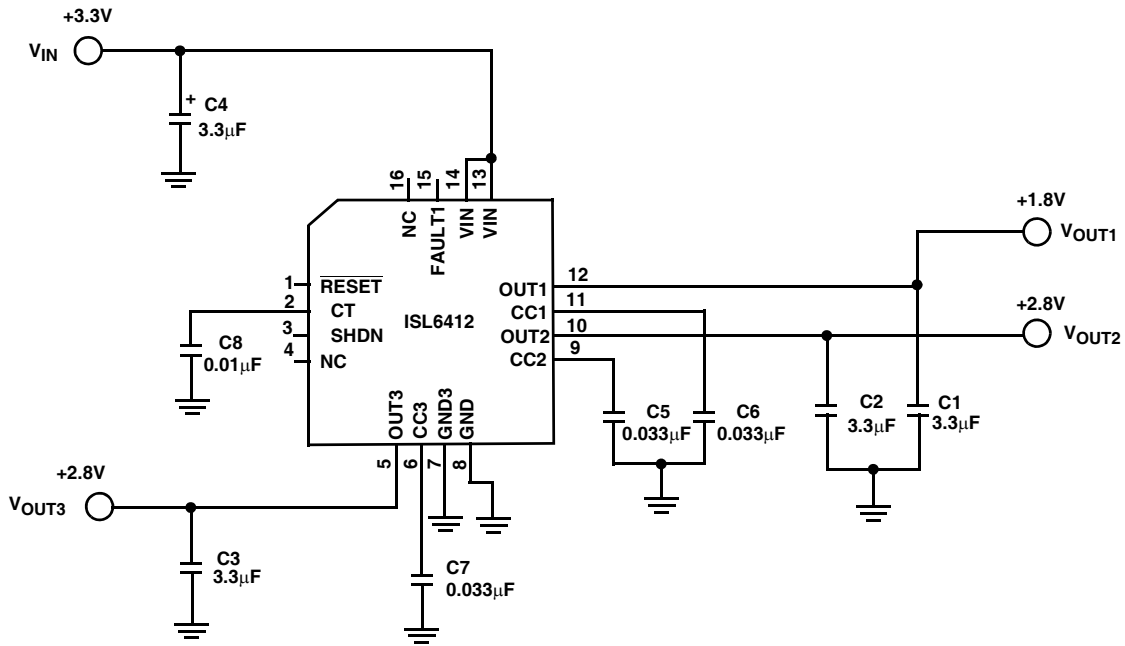 +3.3V
VIN
+
C4
3.3µF
16
15
14
13
NC
FAULT1
VIN
VIN
+1.8V
VOUT1
1
RESET
OUT1
12
2
CT
ISL6412
CC1
11
+2.8V
C8
0.01µF
3
SHDN
OUT2
10
VOUT2
4
NC
CC2
9
OUT3
CC3
GND3
GND
C5
0.033µF
C6
0.033µF
C2
3.3µF
C1
3.3µF
5
6
7
8
+2.8V
VOUT3
C3
3.3µF
C7
0.033µF